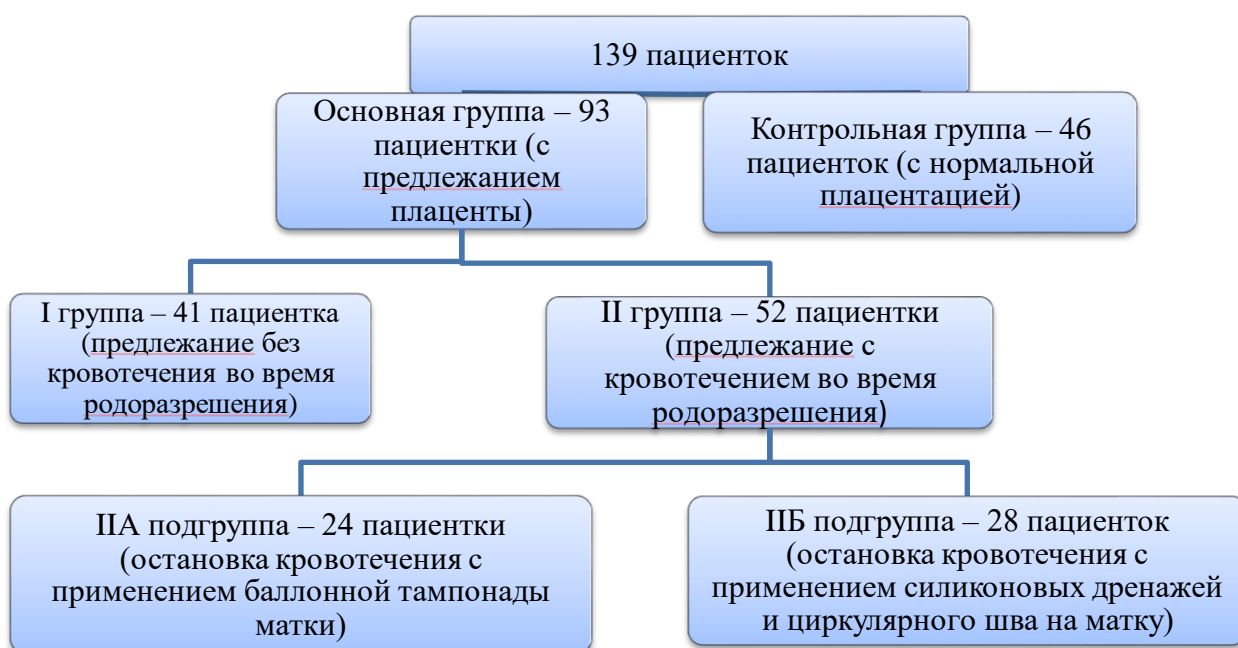 139 пациенток
Основная группа – 93
пациентки (с
предлежанием
плаценты)
Контрольная группа – 46
пациенток (с нормальной
плацентацией)
I группа – 41 пациентка
(предлежание без
кровотечения во время
родоразрешения)
II группа – 52 пациентки
(предлежание с
кровотечением во время
родоразрешения)
IIА подгруппа – 24 пациентки
(остановка кровотечения с
применением баллонной тампонады
матки)
IIБ подгруппа – 28 пациенток
(остановка кровотечения с
применением силиконовых дренажей
и циркулярного шва на матку)